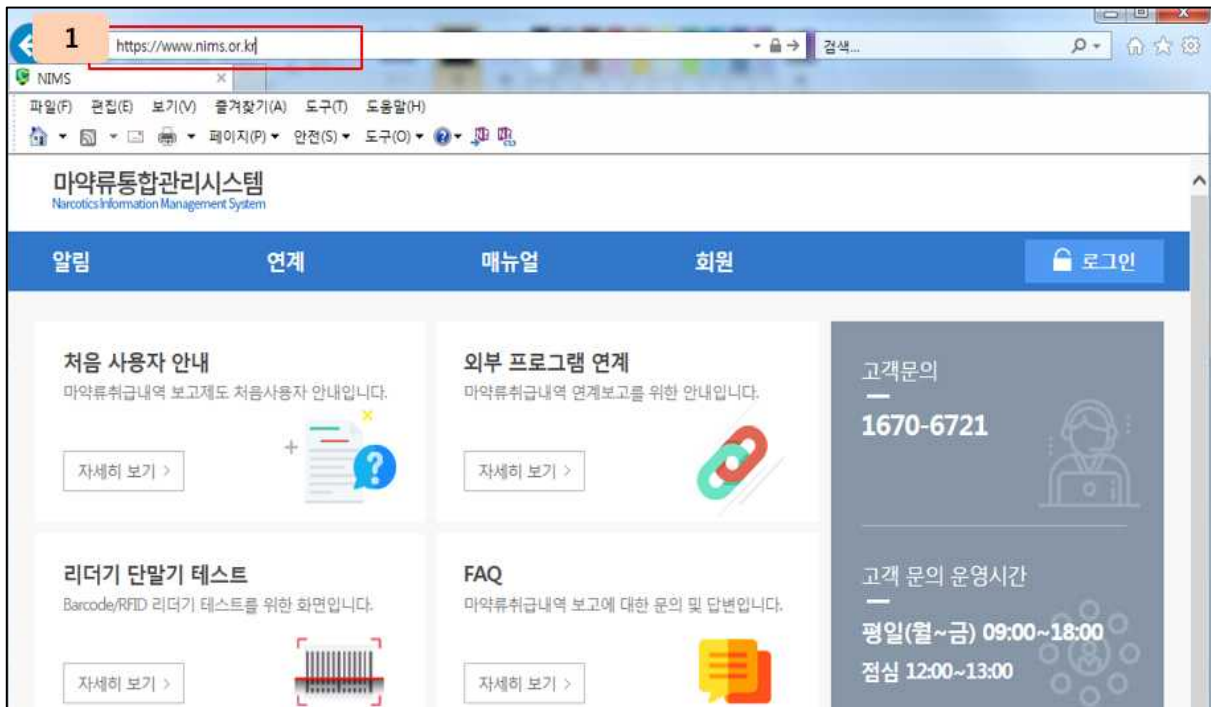 1
https://www.nims.or.kr
검색...
NIMS
파일(F) 편집(E) 보기(V) 즐겨찾기(A) 도구(T) 도움말(H)
페이지(P) 안전(S) 도구(O)
마약류통합관리시스템
Narcotics Information Management System
알림 연계 매뉴얼 회원 로그인
처음 사용자 안내
마약류취급내역 보고제도 처음사용자 안내입니다.
자세히 보기 >
외부 프로그램 연계
마약류취급내역 연계보고를 위한 안내입니다.
자세히 보기 >
고객문의
1670-6721
리더기 단말기 테스트
Barcode/RFID 리더기 테스트를 위한 화면입니다.
자세히 보기 >
FAQ
마약류취급내역 보고에 대한 문의 및 답변입니다.
자세히 보기 >
고객 문의 운영시간
평일(월~금) 09:00~18:00
점심 12:00~13:00